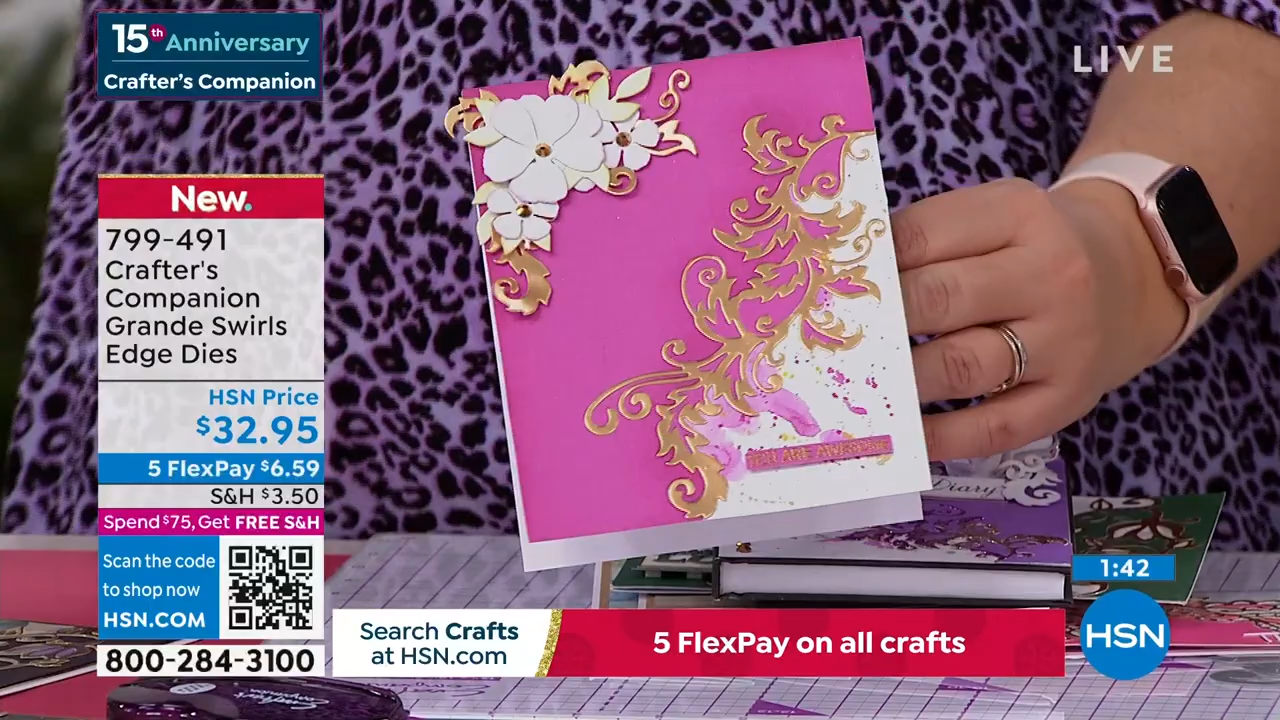 15th Anniversary
Crafter's Companion
LIVE
New.
799-491
Crafter's
Companion
Grande Swirls
Edge Dies
HSN Price
$32.95
5 FlexPay $6.59
S&H $3.50
Spend $75, Get FREE S&H
Scan the code
to shop now
HSN.COM
800-284-3100
YOU ARE AWESOME
Diary
1:42
HSN
Search Crafts
at HSN.com
5 FlexPay on all crafts
Crafter's
Companion